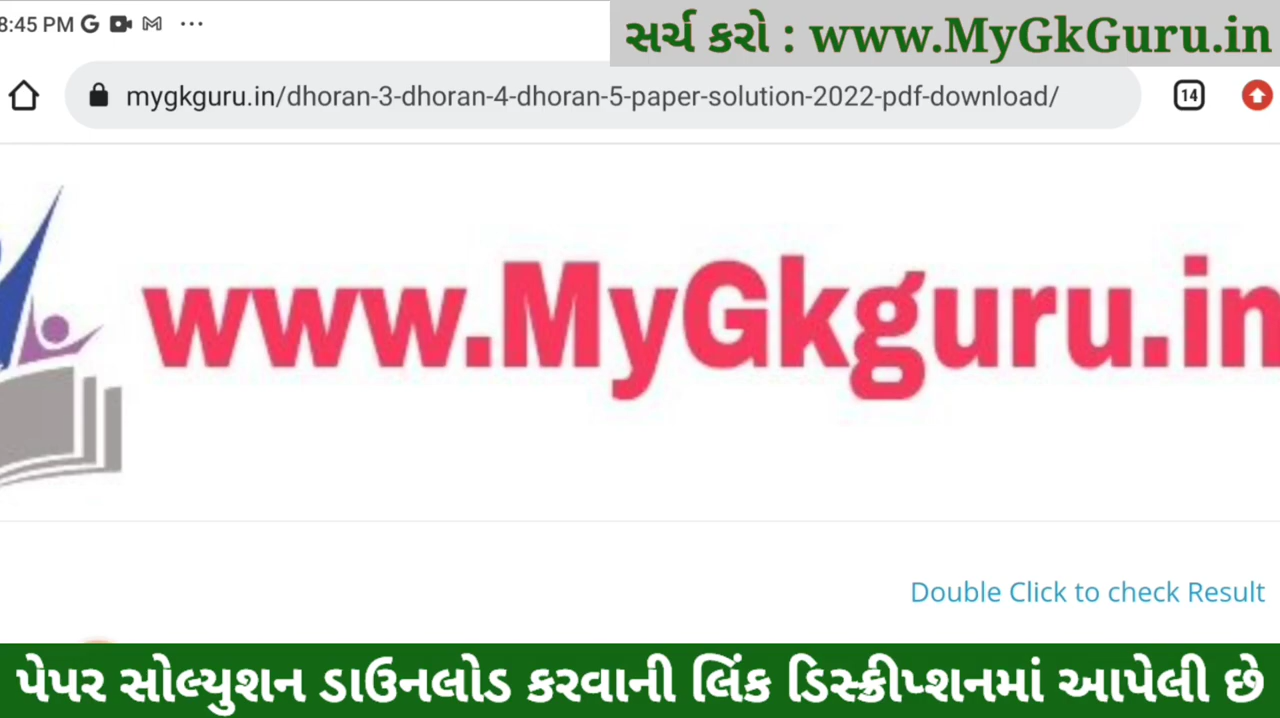 8:45 PM
સર્ચ કરો : www.MyGkGuru.in
mygkguru.in/dhoran-3-dhoran-4-dhoran-5-paper-solution-2022-pdf-download/
14
www.MyGkguru.in
Double Click to check Result
પેપર સોલ્યુશન ડાઉનલોડ કરવાની લિંક ડિસ્ક્રીપ્શનમાં આપેલી છે